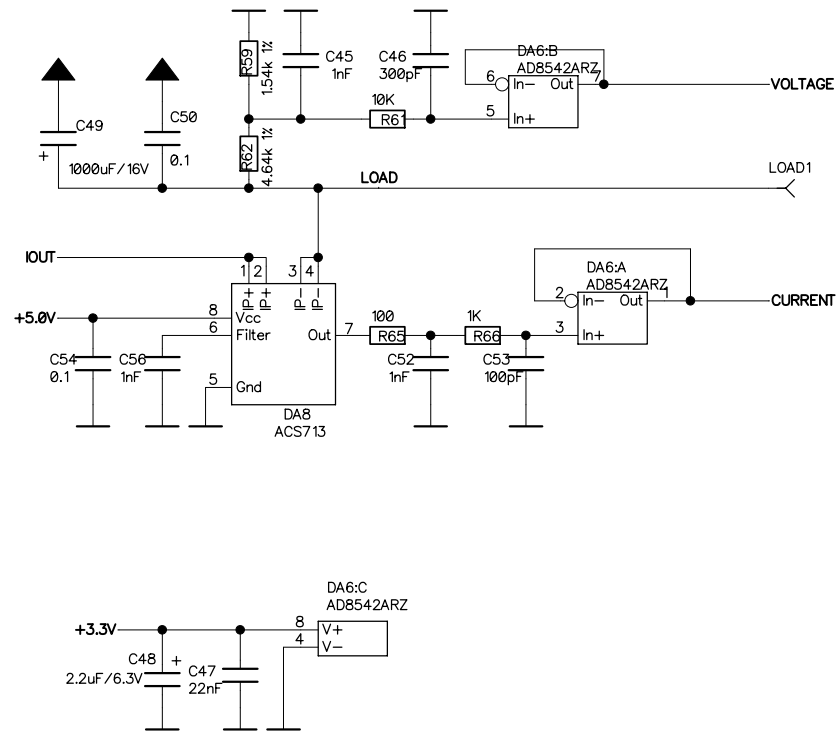 R59
1.54k 1%
C45
1nF
C46
300pF
DA6:B
AD8542ARZ
6
In-
Out
7
VOLTAGE
10K
R61
5
In+
C49
+
1000uF/16V
C50
0.1
R62
4.64k 1%
LOAD
LOAD1
IOUT
1
2
3
4
IP+
IP+
IP-
IP-
+5.0V
8
Vcc
6
Filter
Out
7
5
Gnd
DA8
ACS713
C54
0.1
C56
1nF
100
R65
C52
1nF
1K
R66
C53
100pF
DA6:A
AD8542ARZ
2
In-
Out
1
CURRENT
3
In+
DA6:C
AD8542ARZ
+3.3V
8
V+
4
V-
C48
+
2.2uF/6.3V
C47
22nF